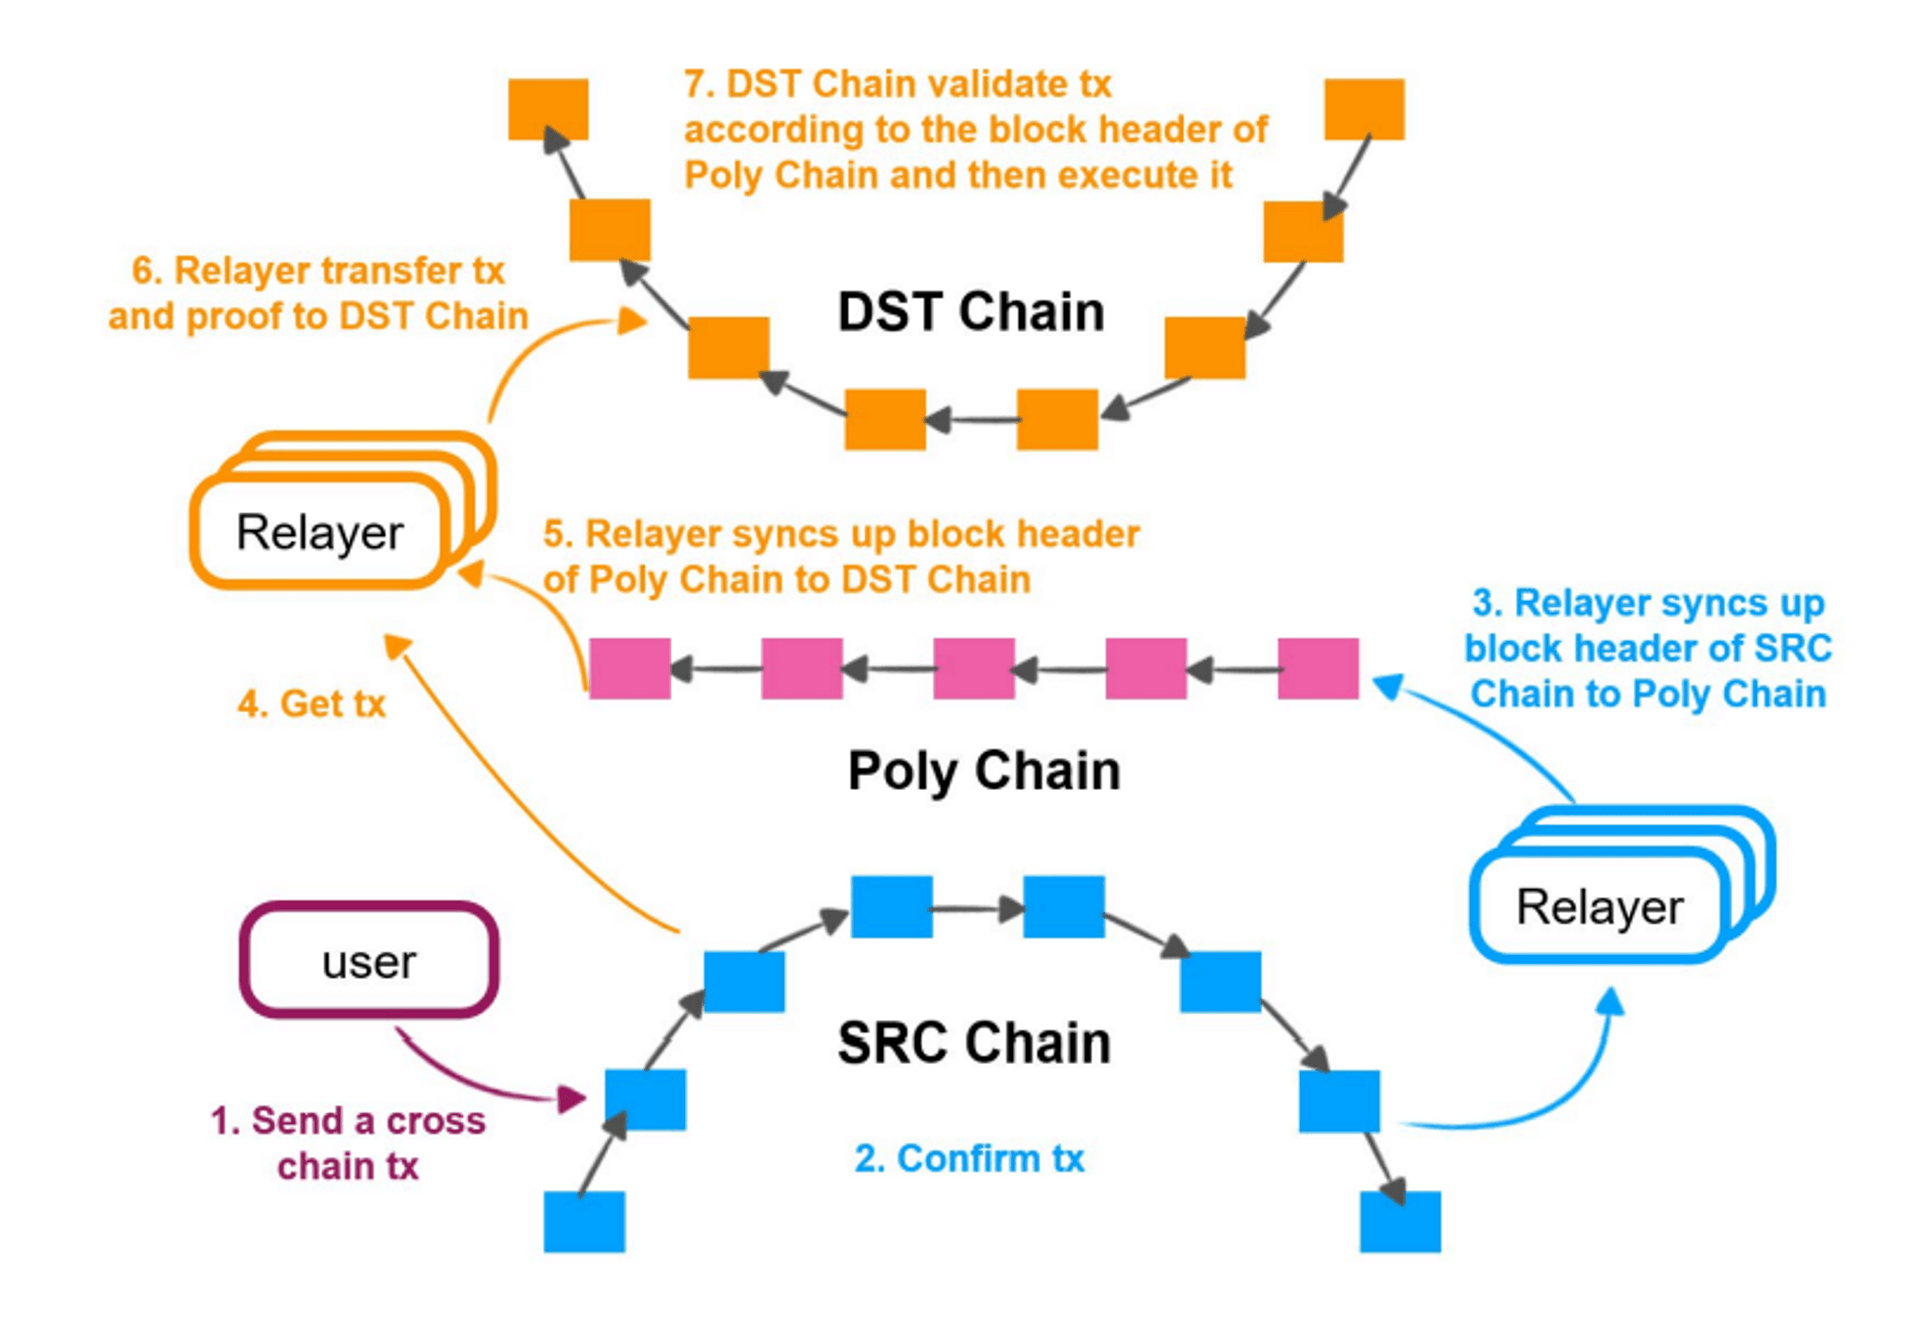 7. DST Chain validate tx
according to the block header of
Poly Chain and then execute it
6. Relayer transfer tx
and proof to DST Chain
DST Chain
Relayer
5. Relayer syncs up block header
of Poly Chain to DST Chain
3. Relayer syncs up
block header of SRC
Chain to Poly Chain
4. Get tx
Poly Chain
Relayer
user
SRC Chain
1. Send a cross
chain tx
2. Confirm tx